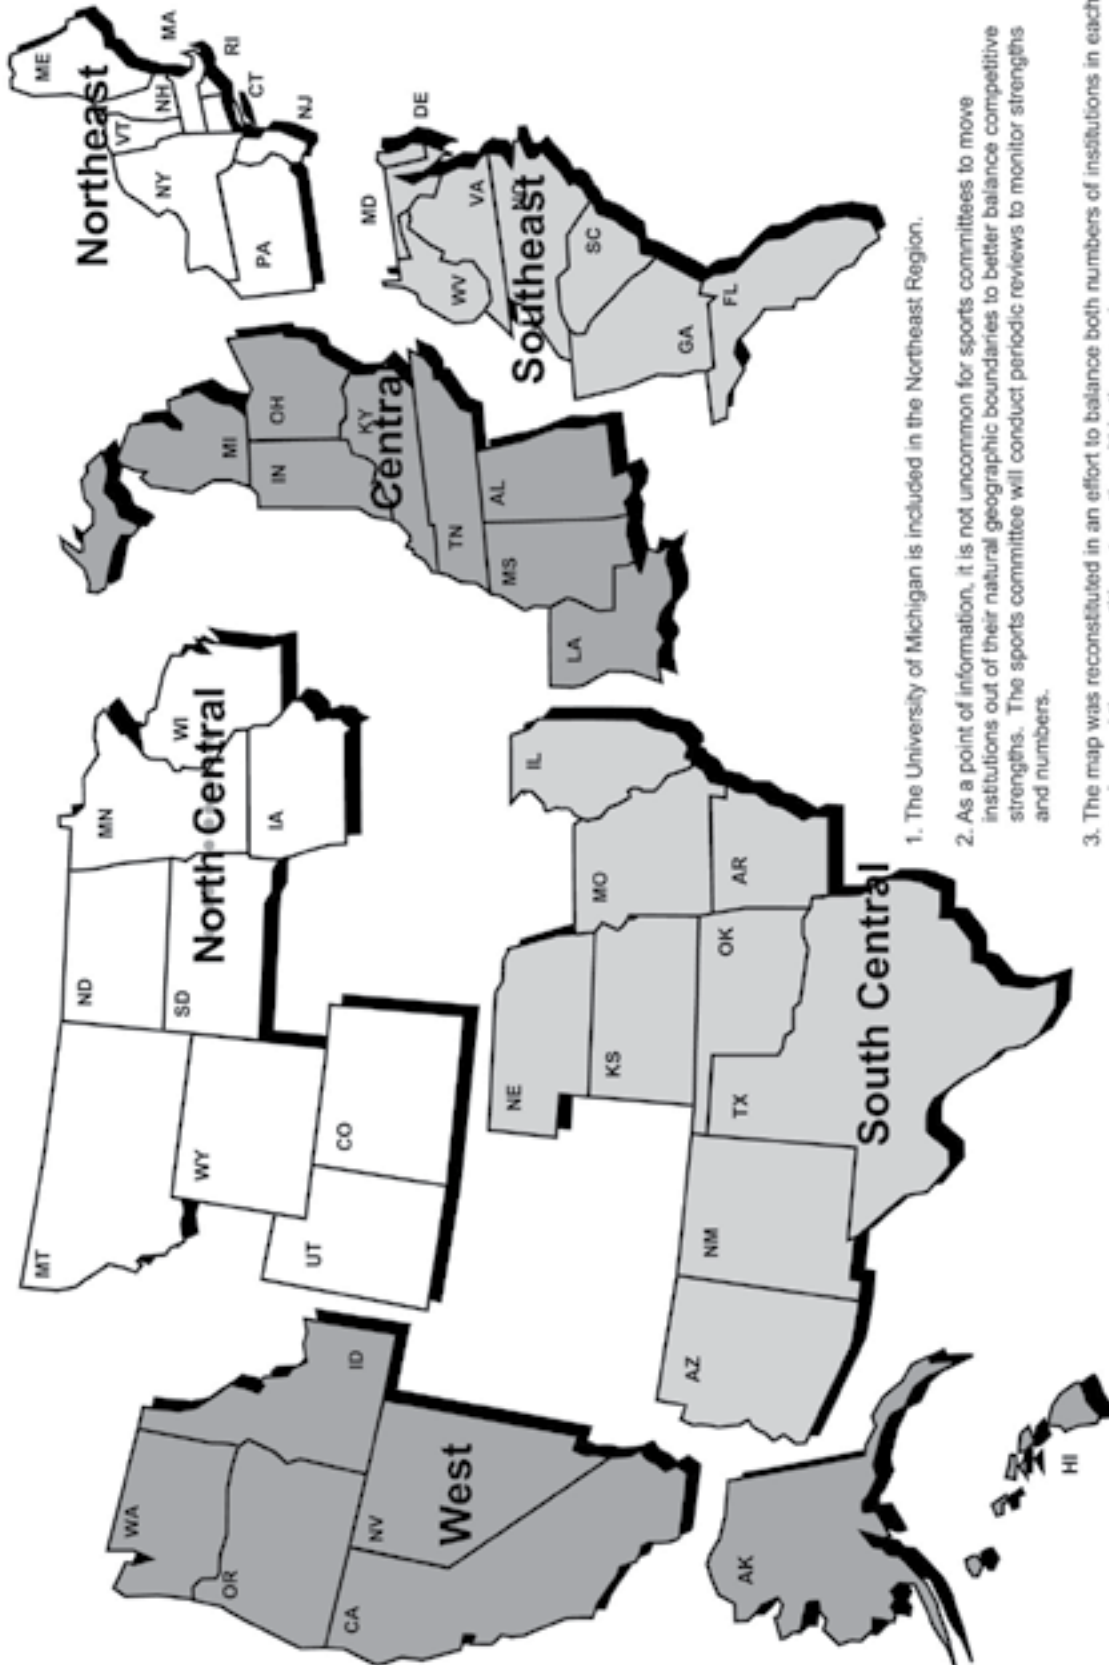 Northeast
ME
VT
NH
MA
RI
CT
NY
NJ
PA
Southeast
MD
DE
WV
VA
NC
SC
GA
FL
Central
MI
OH
IN
KY
TN
AL
MS
LA
North Central
MT
ND
MN
WI
SD
IA
WY
UT
CO
South Central
NE
KS
MO
IL
AR
OK
TX
NM
AZ
West
WA
OR
ID
NV
CA
AK
HI
1. The University of Michigan is included in the Northeast Region.
2. As a point of information, it is not uncommon for sports committees to move
institutions out of their natural geographic boundaries to better balance competitive
strengths. The sports committee will conduct periodic reviews to monitor strengths
and numbers.
3. The map was reconstituted in an effort to balance both numbers of institutions in each